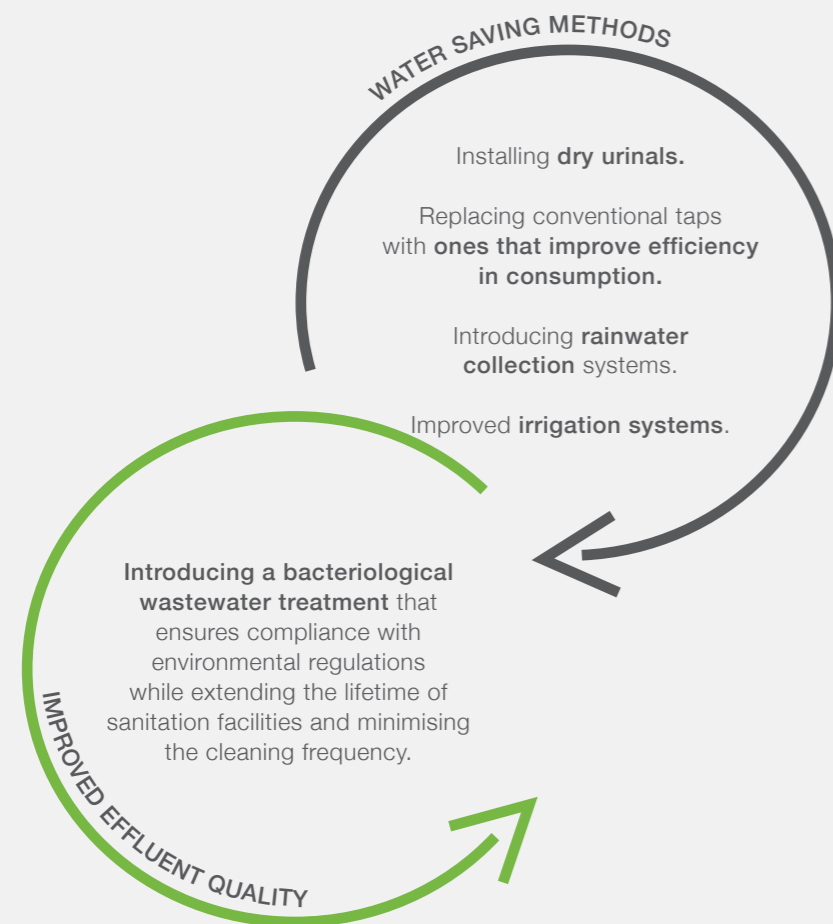 WATER SAVING METHODS
Installing dry urinals.
Replacing conventional taps
with ones that improve efficiency
in consumption.
Introducing rainwater
collection systems.
Improved irrigation systems.
Introducing a bacteriological
wastewater treatment that
ensures compliance with
environmental regulations
while extending the lifetime of
sanitation facilities and minimising
the cleaning frequency.
IMPROVED EFFLUENT QUALITY